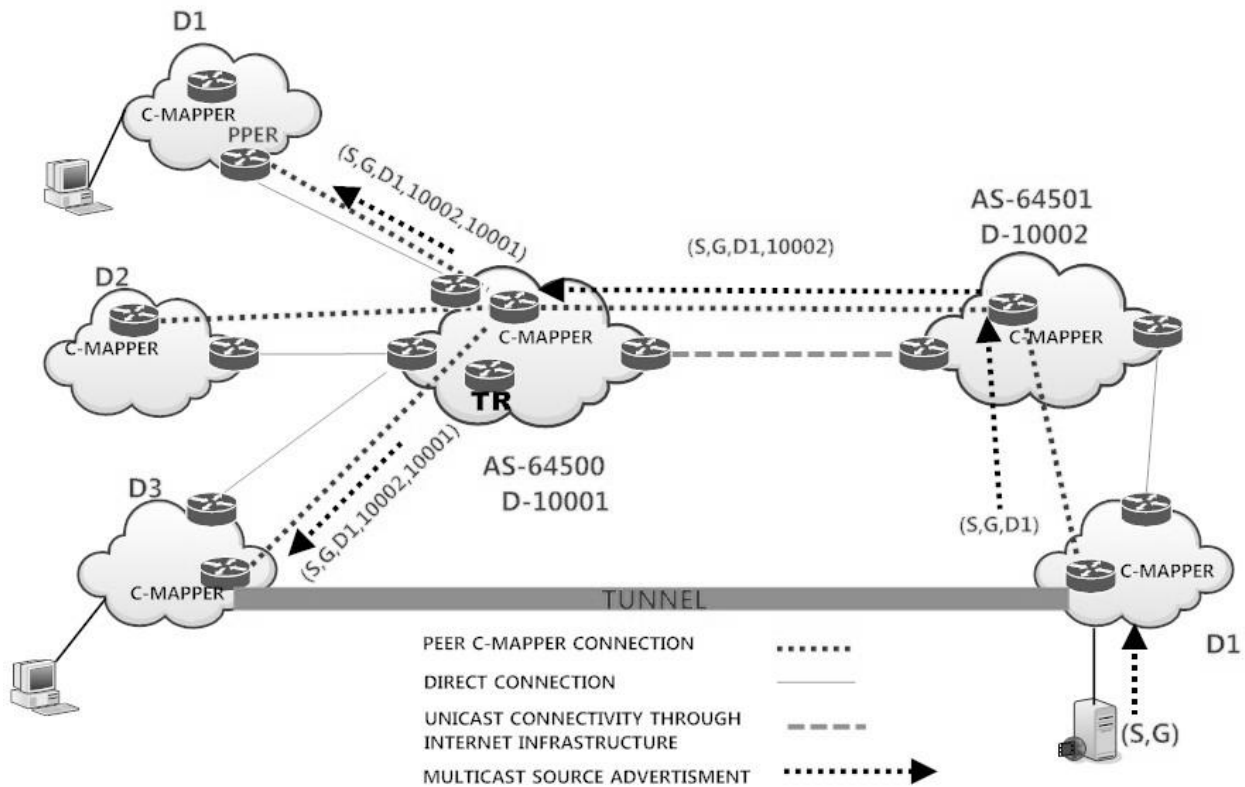 D1
C-MAPPER
PPER
(S,G,D1,10002,10001)
AS-64501
D-10002
(S,G,D1,10002)
D2
C-MAPPER
C-MAPPER
C-MAPPER
TR
AS-64500
D-10001
D3
(S,G,D1,10002,10001)
(S,G,D1)
C-MAPPER
C-MAPPER
TUNNEL
D1
PEER C-MAPPER CONNECTION
DIRECT CONNECTION
UNICAST CONNECTIVITY THROUGH
INTERNET INFRASTRUCTURE
(S,G)
MULTICAST SOURCE ADVERTISMENT